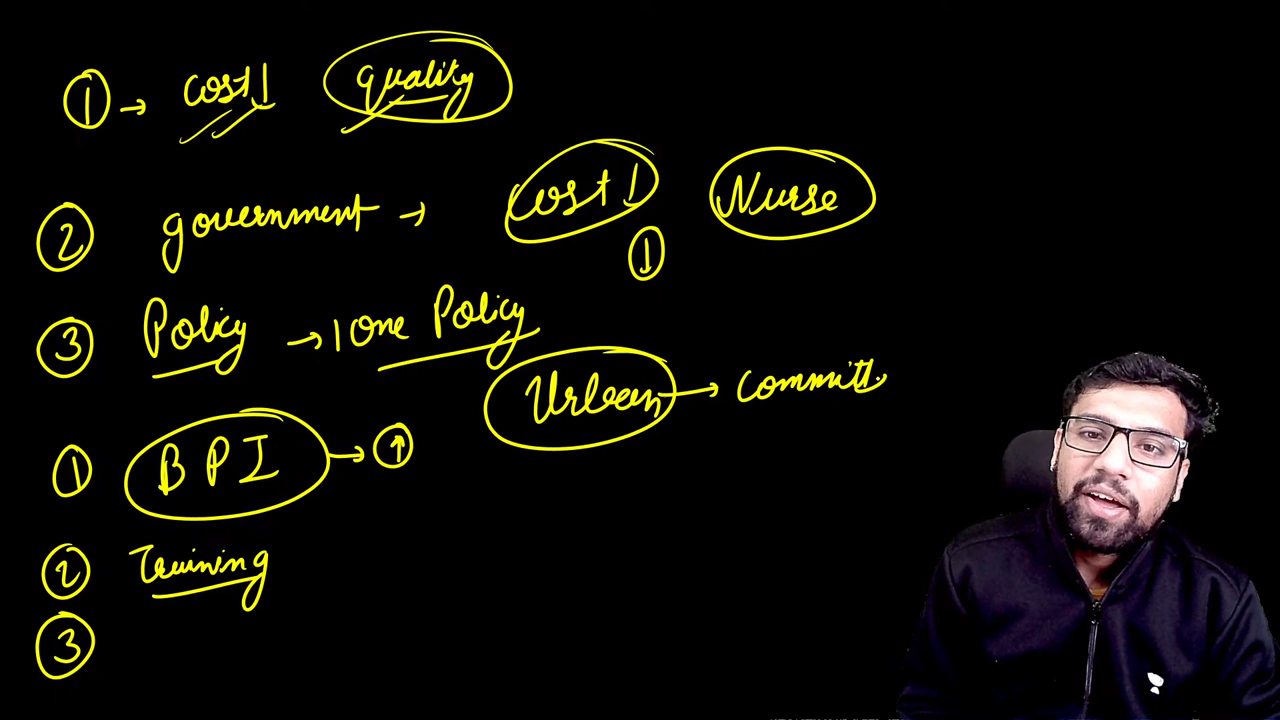 ① → cost↓ quality
② government → cost↓ Nurse
①
③ Policy → 1 One Policy
Urban → committ.
① BPI → ↑
② Training
③